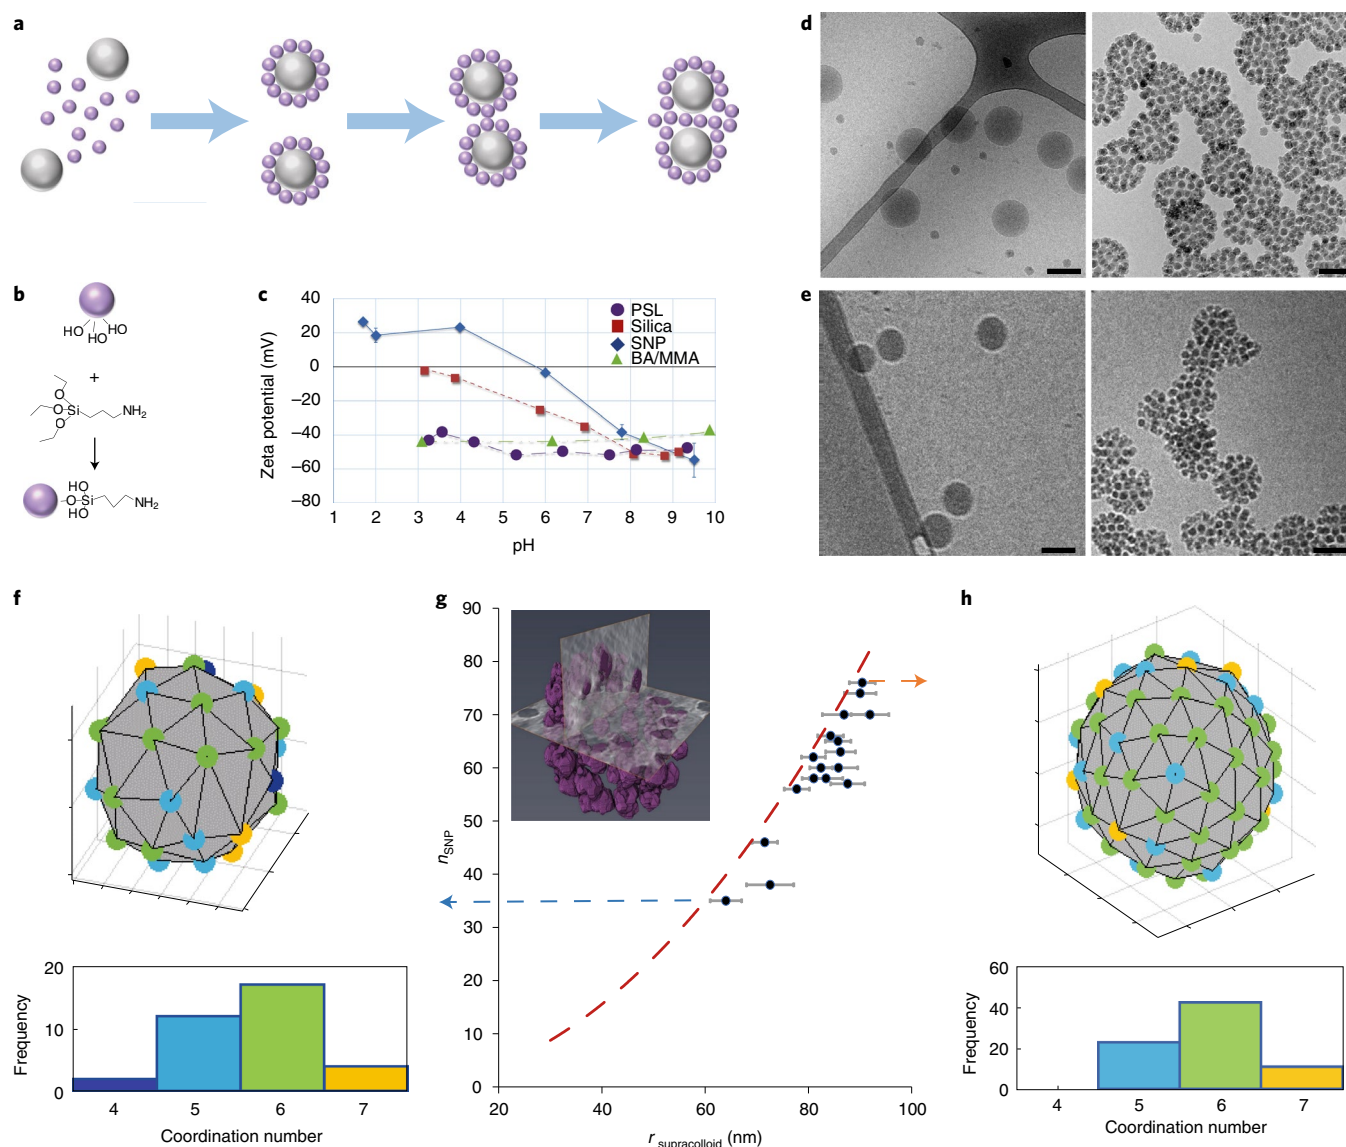 a
d
b
HO
HO
HO
+
O
O
Si
O
NH2
HO
O
Si
NH2
HO
c
Zeta potential (mV)
40
20
0
−20
−40
−60
−80
PSL
Silica
SNP
BA/MMA
1 2 3 4 5 6 7 8 9 10
pH
e
f
Frequency
20
10
0
4 5 6 7
Coordination number
g
nSNP
90
80
70
60
50
40
30
20
10
0
20 40 60 80 100
r supracolloid (nm)
h
Frequency
60
40
20
0
4 5 6 7
Coordination number